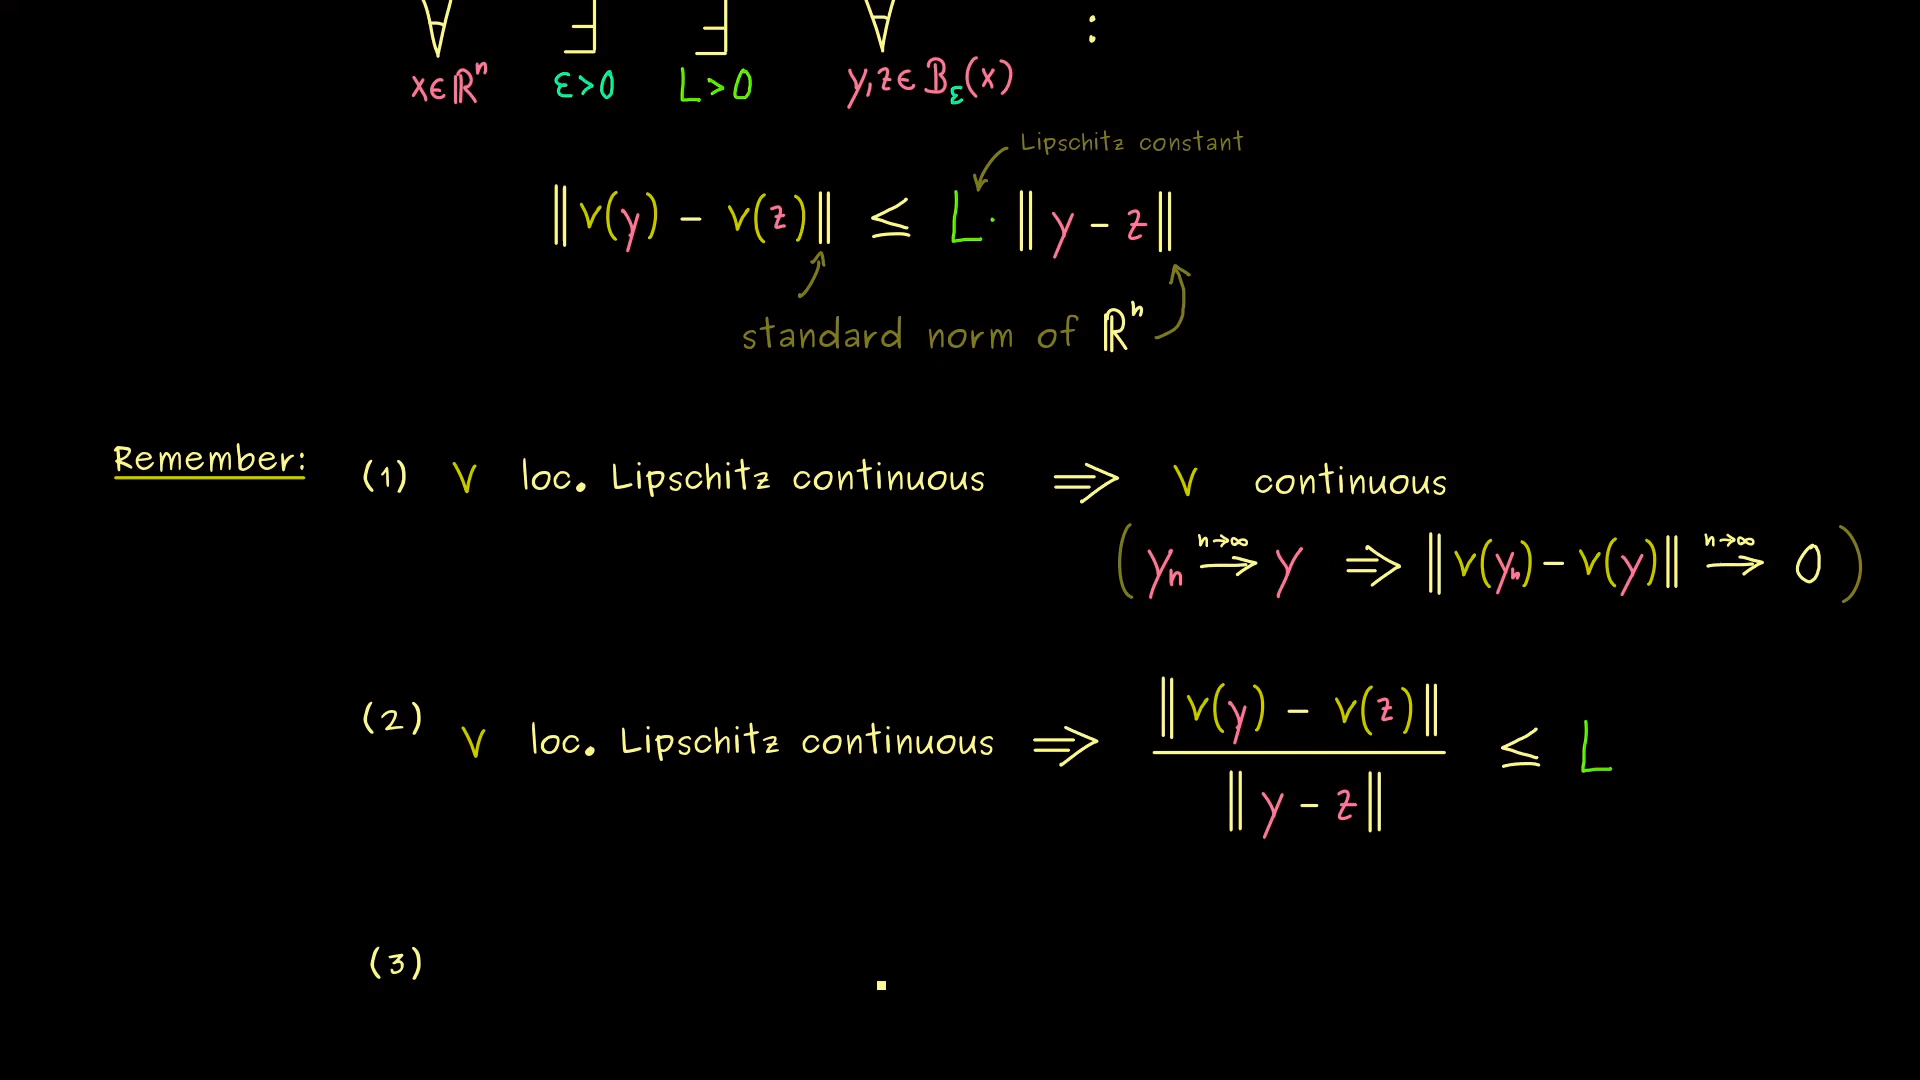 ∀ ∃ ∃ ∀ :
x∈ℝⁿ ε>0 L>0 y,z∈B_ε(x)
Lipschitz constant
‖v(y) − v(z)‖ ≤ L·‖y − z‖
standard norm of ℝⁿ
Remember: (1) v loc. Lipschitz continuous ⟹ v continuous
( yₙ →(n→∞) y ⟹ ‖v(yₙ) − v(y)‖ →(n→∞) 0 )
(2) v loc. Lipschitz continuous ⟹ ‖v(y) − v(z)‖ / ‖y − z‖ ≤ L
(3)